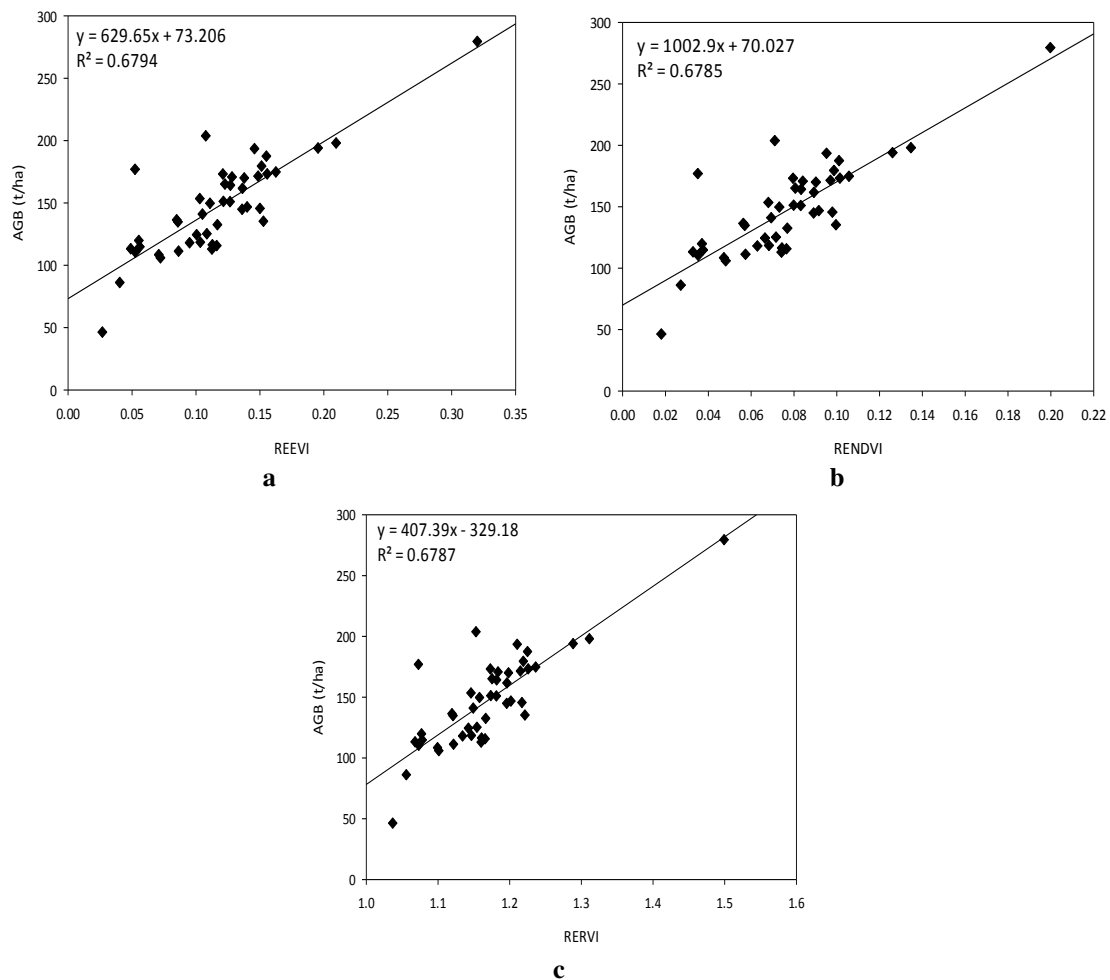 y = 629.65x + 73.206
R² = 0.6794
300
250
200
150
100
50
0
AGB (t/ha)
0.00 0.05 0.10 0.15 0.20 0.25 0.30 0.35
REEVI
a
y = 1002.9x + 70.027
R² = 0.6785
300
250
200
150
100
50
0
AGB (t/ha)
0.00 0.02 0.04 0.06 0.08 0.10 0.12 0.14 0.16 0.18 0.20 0.22
RENDVI
b
y = 407.39x - 329.18
R² = 0.6787
300
250
200
150
100
50
0
AGB (t/ha)
1.0 1.1 1.2 1.3 1.4 1.5 1.6
RERVI
c